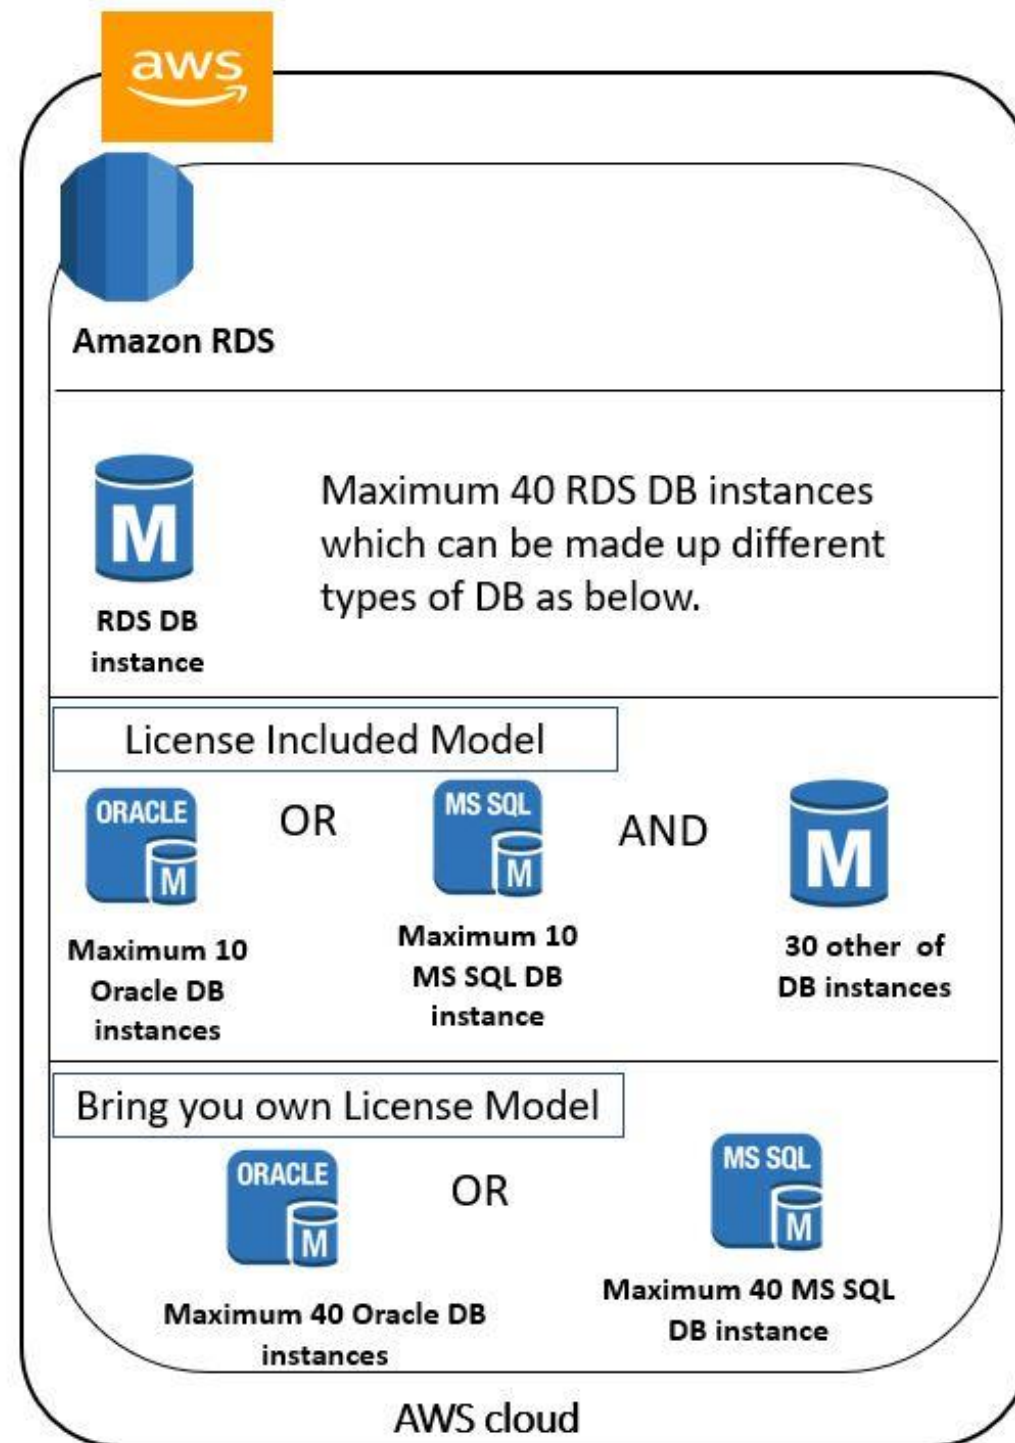 aws
Amazon RDS
M
RDS DB
instance
Maximum 40 RDS DB instances
which can be made up different
types of DB as below.
License Included Model
ORACLE
M
OR
MS SQL
M
AND
M
Maximum 10
Oracle DB
instances
Maximum 10
MS SQL DB
instance
30 other of
DB instances
Bring you own License Model
ORACLE
M
OR
MS SQL
M
Maximum 40 Oracle DB
instances
Maximum 40 MS SQL
DB instance
AWS cloud